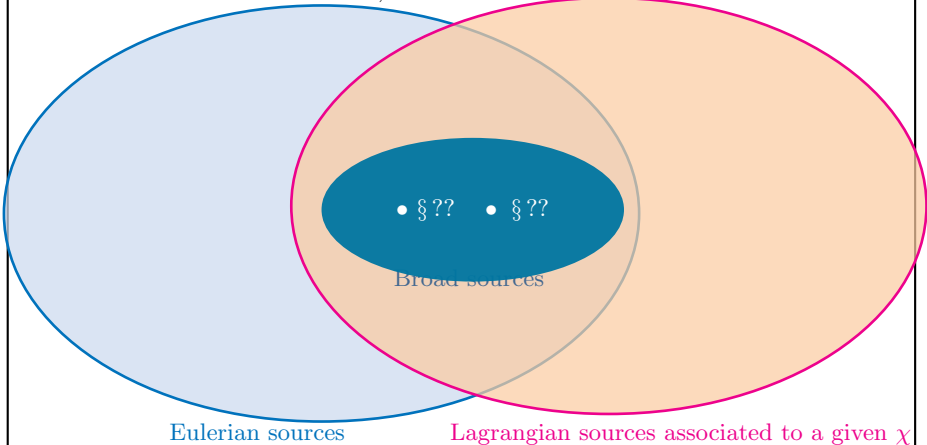 § ?? § ??
Broad sources
Eulerian sources
Lagrangian sources associated to a given χ